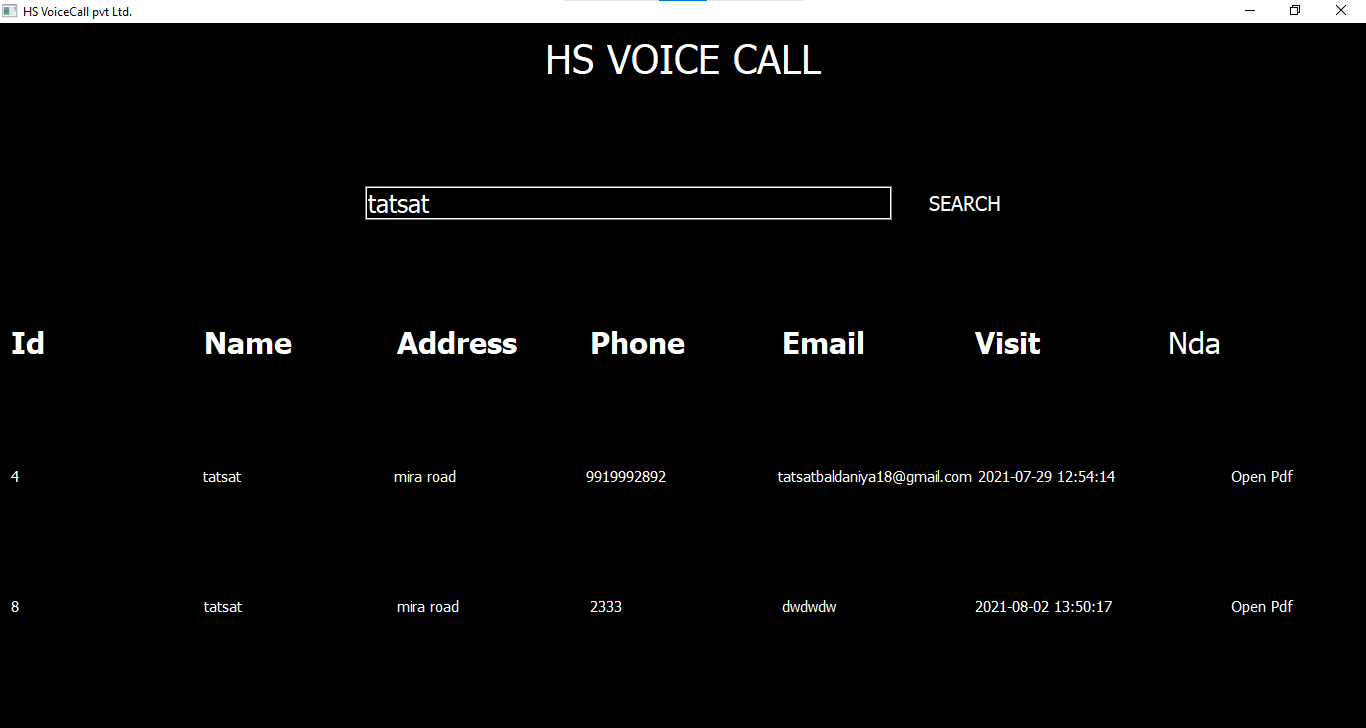 HS VoiceCall pvt Ltd.
HS VOICE CALL
tatsat SEARCH
Id Name Address Phone Email Visit Nda
4 tatsat mira road 9919992892 tatsatbaldaniya18@gmail.com 2021-07-29 12:54:14 Open Pdf
8 tatsat mira road 2333 dwdwdw 2021-08-02 13:50:17 Open Pdf